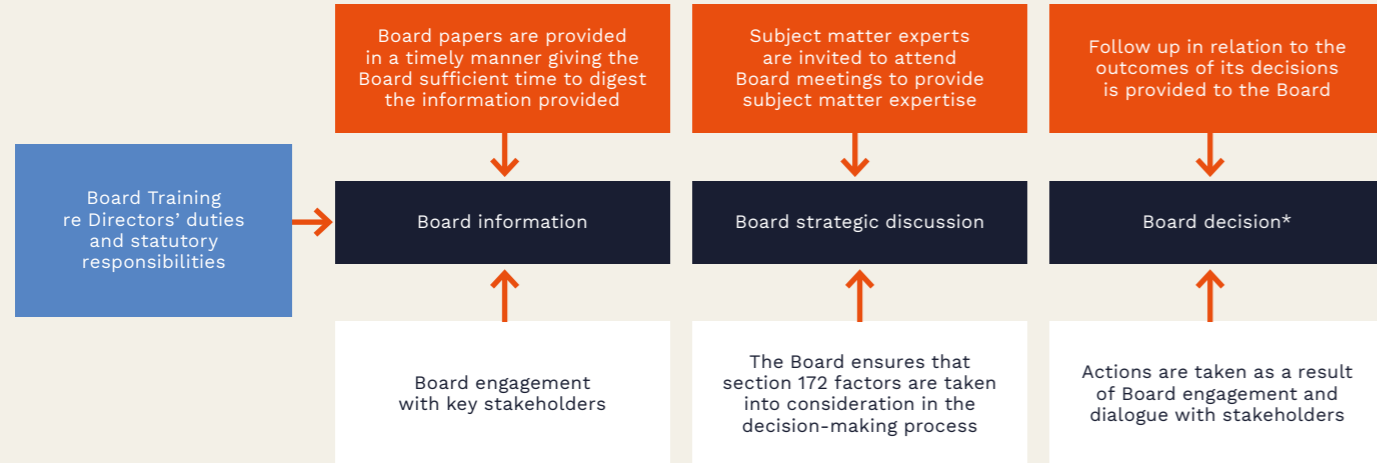 Board papers are provided
in a timely manner giving the
Board sufficient time to digest
the information provided
Subject matter experts
are invited to attend
Board meetings to provide
subject matter expertise
Follow up in relation to the
outcomes of its decisions
is provided to the Board
Board Training
re Directors’ duties
and statutory
responsibilities
Board information
Board strategic discussion
Board decision*
Board engagement
with key stakeholders
The Board ensures that
section 172 factors are taken
into consideration in the
decision-making process
Actions are taken as a result
of Board engagement and
dialogue with stakeholders